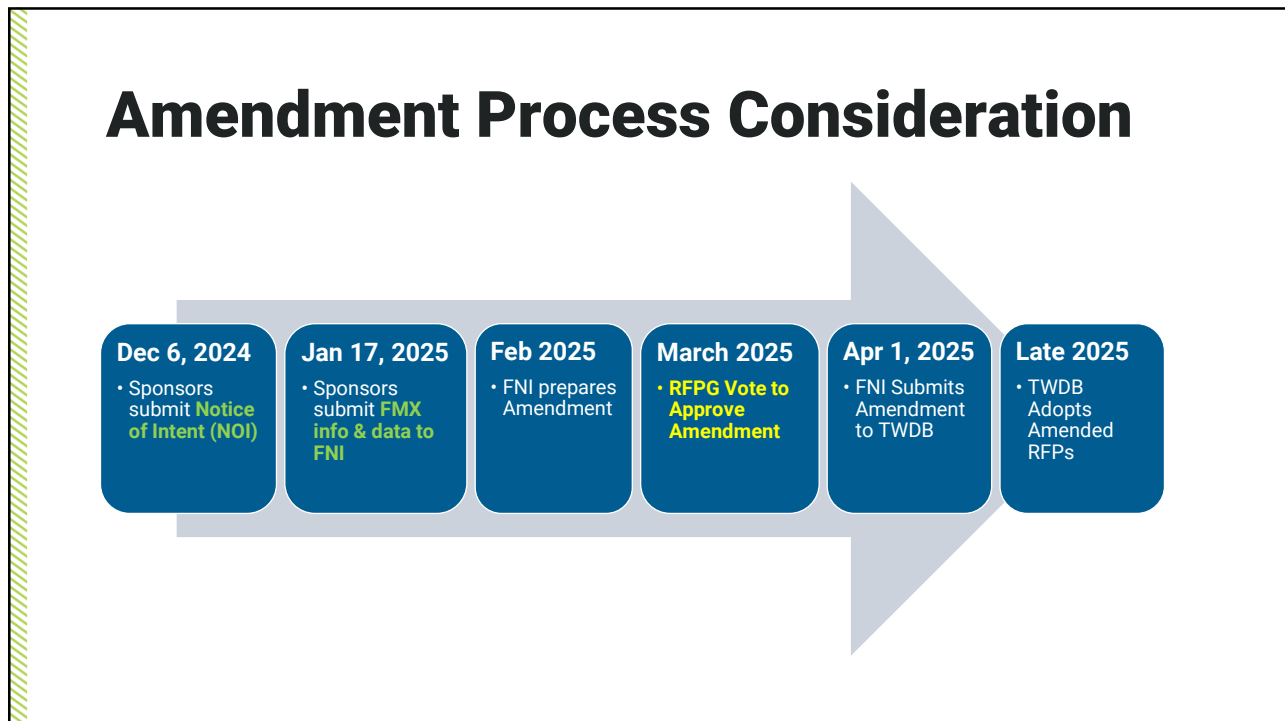 Amendment Process Consideration
Dec 6, 2024
• Sponsors
submit Notice
of Intent (NOI)
Jan 17, 2025
• Sponsors
submit FMX
info & data to
FNI
Feb 2025
• FNI prepares
Amendment
March 2025
• RFPG Vote to
Approve
Amendment
Apr 1, 2025
• FNI Submits
Amendment
to TWDB
Late 2025
• TWDB
Adopts
Amended
RFPs